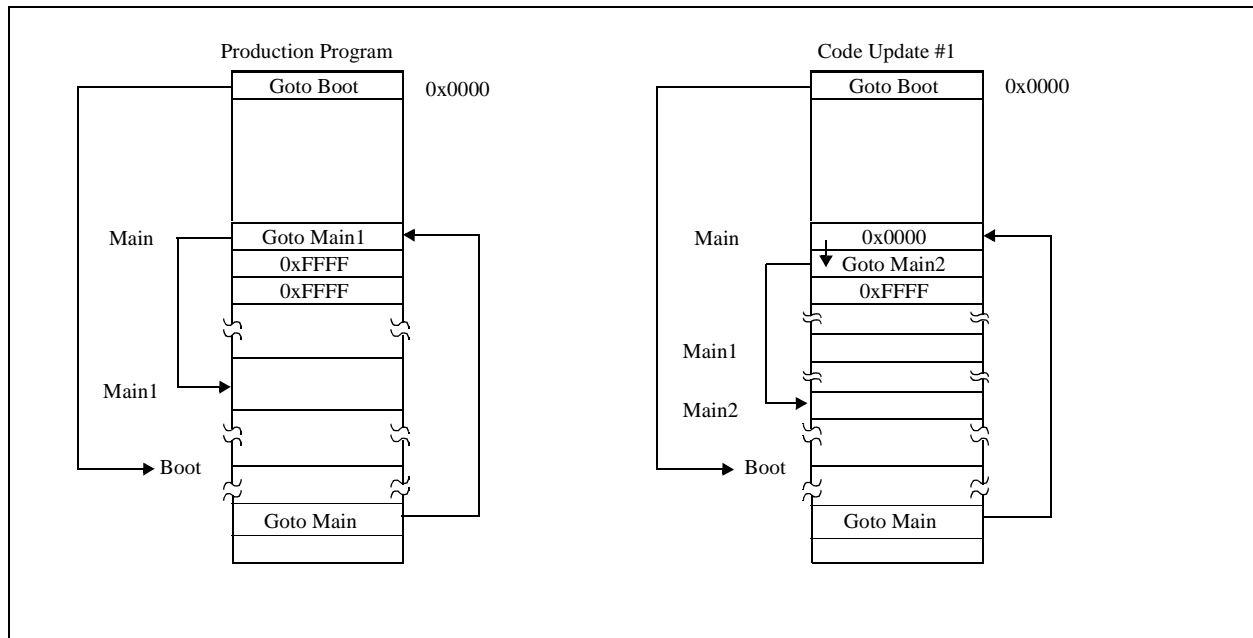 Production Program
Goto Boot
0x0000
Main
Goto Main1
0xFFFF
0xFFFF
Main1
Boot
Goto Main
Code Update #1
Goto Boot
0x0000
Main
0x0000
Goto Main2
0xFFFF
Main1
Main2
Boot
Goto Main